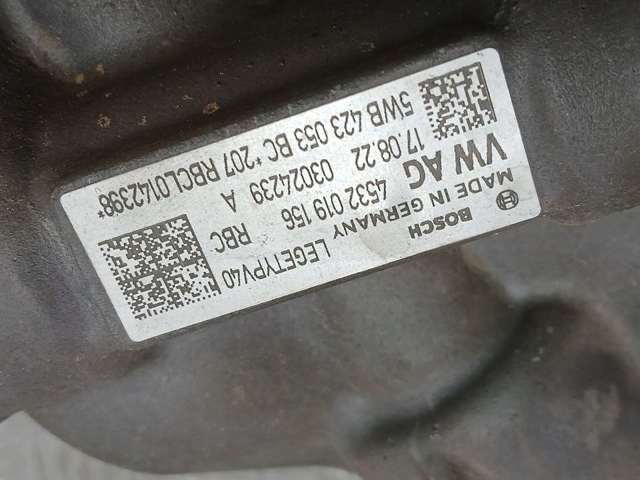 BOSCH
MADE IN GERMANY
LEGETYPV40
VW AG
4532 019 156
RBC
17.08.22
03024239
A
5WB 423 053 BC *207 RBCL0142398*